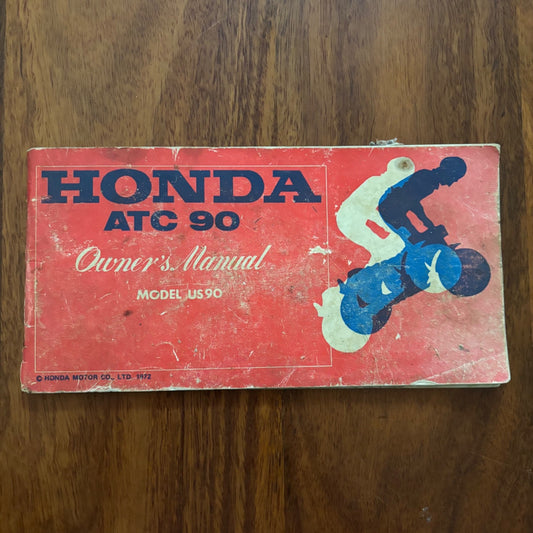 HONDA
ATC 90
Owner's Manual
MODEL US90
© HONDA MOTOR CO., LTD. 1972